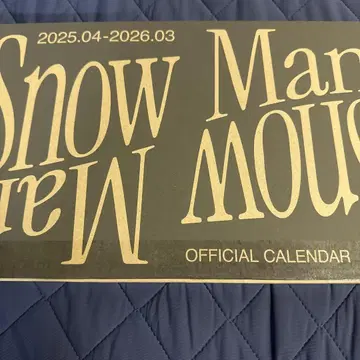 2025.04-2026.03
Snow Man
Man Snow
OFFICIAL CALENDAR